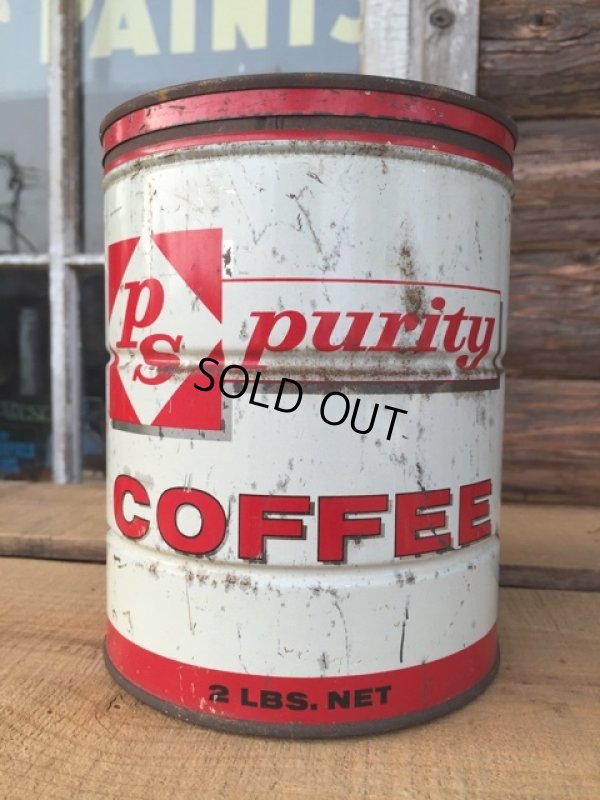 PAINTS
PS
purity
SOLD OUT
COFFEE
2 LBS. NET